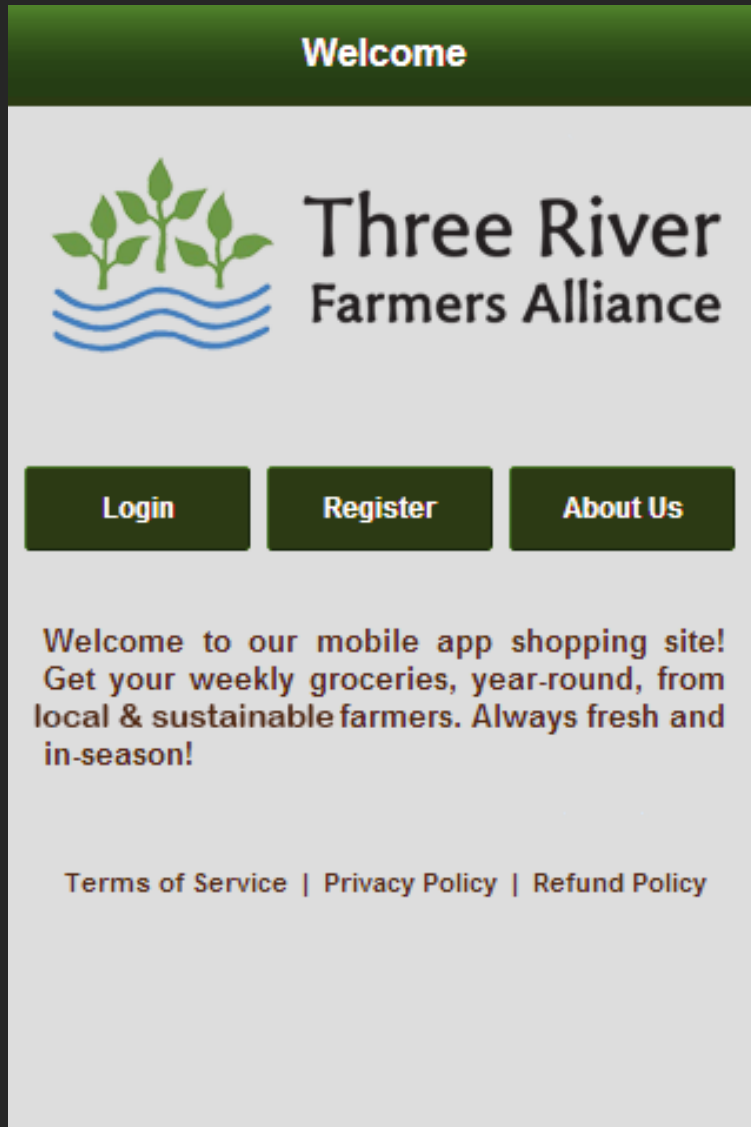 Welcome
Three River
Farmers Alliance
Login Register About Us
Welcome to our mobile app shopping site!
Get your weekly groceries, year-round, from
local & sustainable farmers. Always fresh and
in-season!
Terms of Service | Privacy Policy | Refund Policy